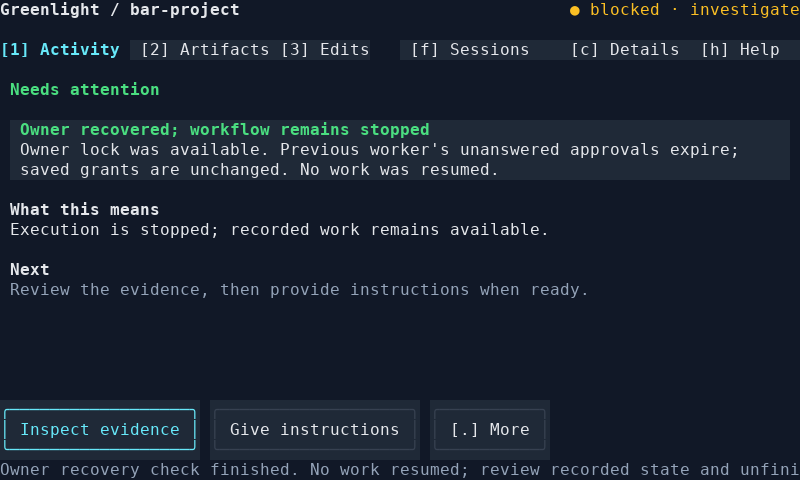 Greenlight / bar-project ● blocked · investigate
[1] Activity [2] Artifacts [3] Edits [f] Sessions [c] Details [h] Help
Needs attention
Owner recovered; workflow remains stopped
Owner lock was available. Previous worker's unanswered approvals expire;
saved grants are unchanged. No work was resumed.
What this means
Execution is stopped; recorded work remains available.
Next
Review the evidence, then provide instructions when ready.
Inspect evidence Give instructions [.] More
Owner recovery check finished. No work resumed; review recorded state and unfini